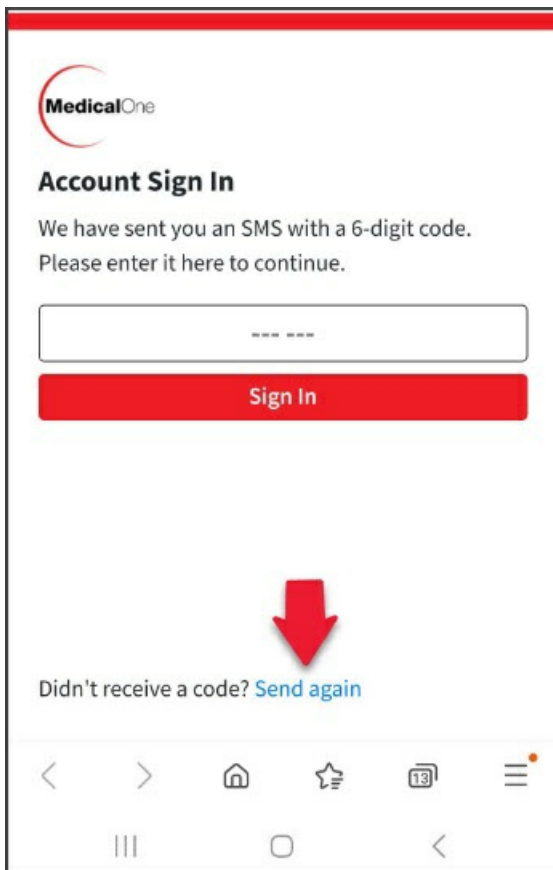 MedicalOne
Account Sign In
We have sent you an SMS with a 6-digit code.
Please enter it here to continue.
--- ---
Sign In
Didn't receive a code? Send again
13